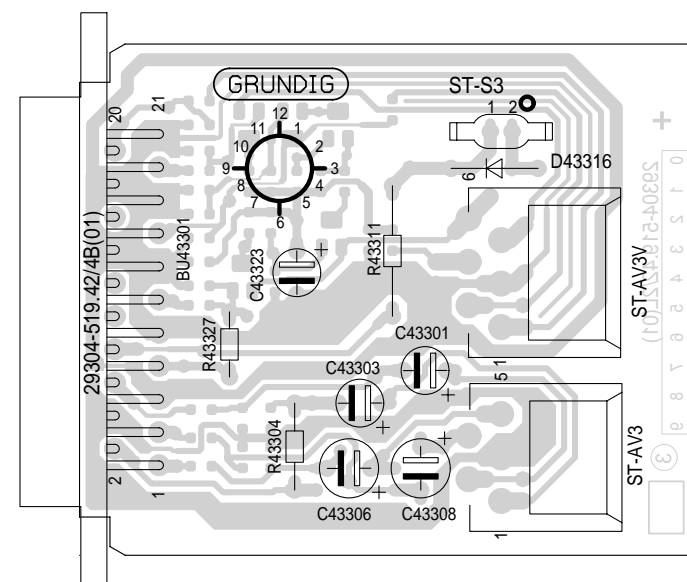 GRUNDIG
ST-S3
1 2
D43316
6
20
21
12
11
1
10
2
9
3
8
4
7
5
6
BU43301
29304-519.42/4B(01)
C43323
R43311
ST-AV3V
R43327
C43301
C43303
5
1
R43304
C43306
C43308
ST-AV3
1
2
1
+
+
+
+
+
+
0
1
2
3
4
5
6
7
8
9
3